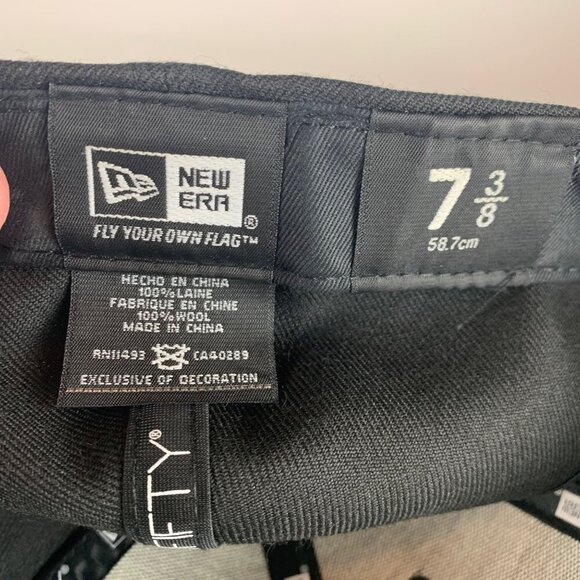 NEW
ERA®
FLY YOUR OWN FLAG™
7 3/8
58.7cm
HECHO EN CHINA
100% LAINE
FABRIQUE EN CHINE
100% WOOL
MADE IN CHINA
RN11493 CA40289
EXCLUSIVE OF DECORATION
FIFTY®